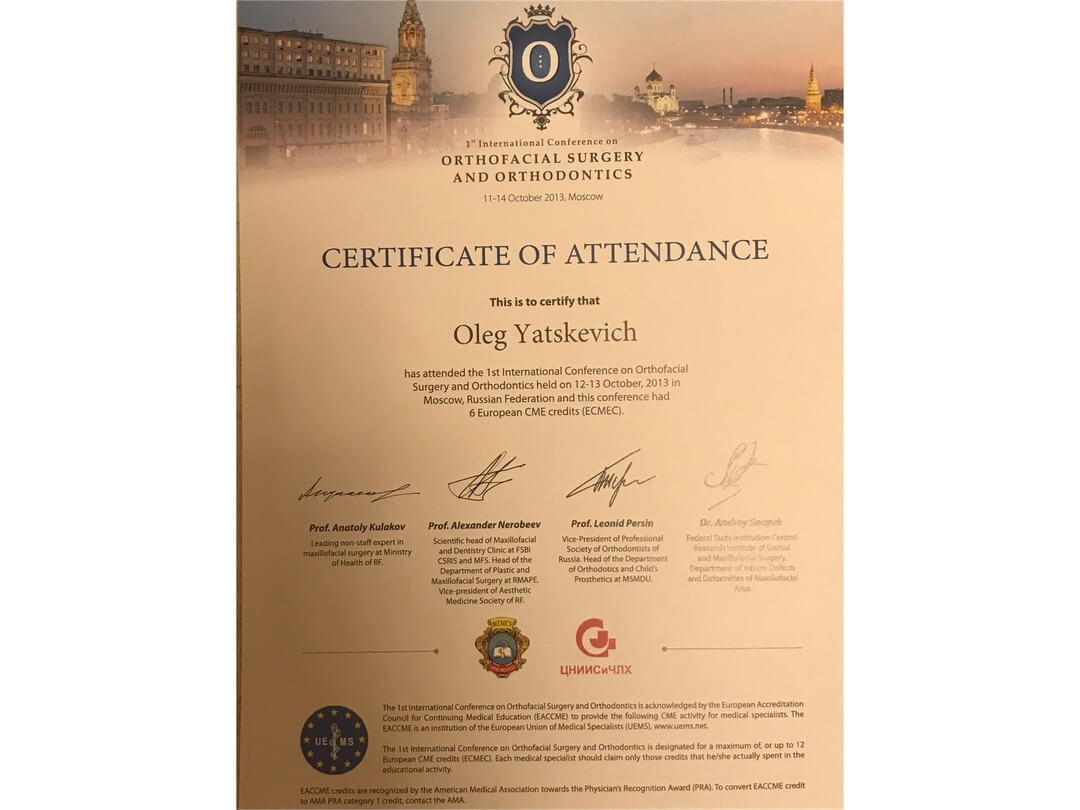 O
1st International Conference on
ORTHOFACIAL SURGERY
AND ORTHODONTICS
11-14 October 2013, Moscow
CERTIFICATE OF ATTENDANCE
This is to certify that
Oleg Yatskevich
has attended the 1st International Conference on Orthofacial
Surgery and Orthodontics held on 12-13 October, 2013 in
Moscow, Russian Federation and this conference had
6 European CME credits (ECMEC).
Prof. Anatoly Kulakov
Leading non-staff expert in
maxillofacial surgery at Ministry
of Health of RF.
Prof. Alexander Nerobeev
Scientific head of Maxillofacial
and Dentistry Clinic at FSBI
CSRIS and MFS. Head of the
Department of Plastic and
Maxillofacial Surgery at RMAPE.
Vice-president of Aesthetic
Medicine Society of RF.
Prof. Leonid Persin
Vice-President of Professional
Society of Orthodontists of
Russia. Head of the Department
of Orthodontics and Child's
Prosthetics at MSMDU.
Dr. Andrey
Federal State Institution Central
Research Institute of Dental
and Maxillofacial Surgery,
Department of Inborn Defects
and Deformities of Maxillofacial
Area.
МГМСУ
ЦНИИСиЧЛХ
UEMS
The 1st International Conference on Orthofacial Surgery and Orthodontics is acknowledged by the European Accreditation
Council for Continuing Medical Education (EACCME) to provide the following CME activity for medical specialists. The
EACCME is an institution of the European Union of Medical Specialists (UEMS), www.uems.net.
The 1st International Conference on Orthofacial Surgery and Orthodontics is designated for a maximum of, or up to 12
European CME credits (ECMEC). Each medical specialist should claim only those credits that he/she actually spent in the
educational activity.
EACCME credits are recognized by the American Medical Association towards the Physician's Recognition Award (PRA). To convert EACCME credit
to AMA PRA category 1 credit, contact the AMA.